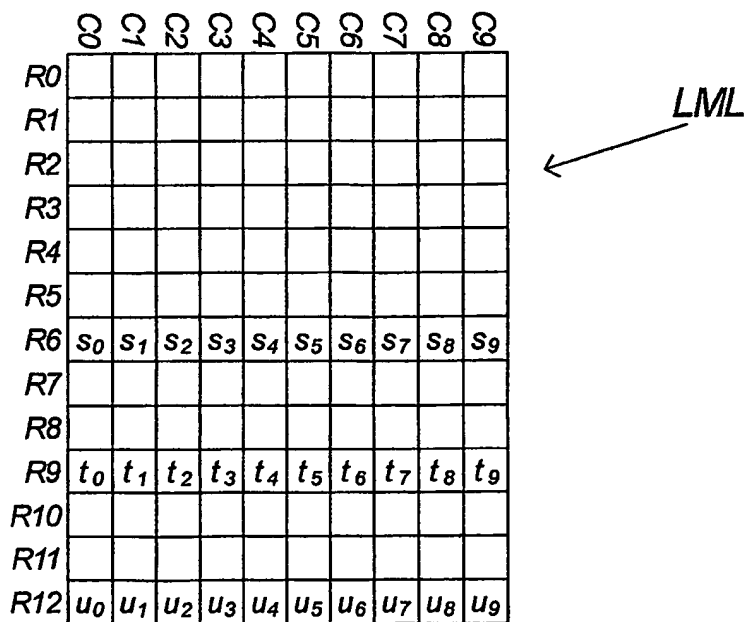 C0 C1 C2 C3 C4 C5 C6 C7 C8 C9
R0
LML
R1
R2
R3
R4
R5
R6 s0 s1 s2 s3 s4 s5 s6 s7 s8 s9
R7
R8
R9 t0 t1 t2 t3 t4 t5 t6 t7 t8 t9
R10
R11
R12 u0 u1 u2 u3 u4 u5 u6 u7 u8 u9